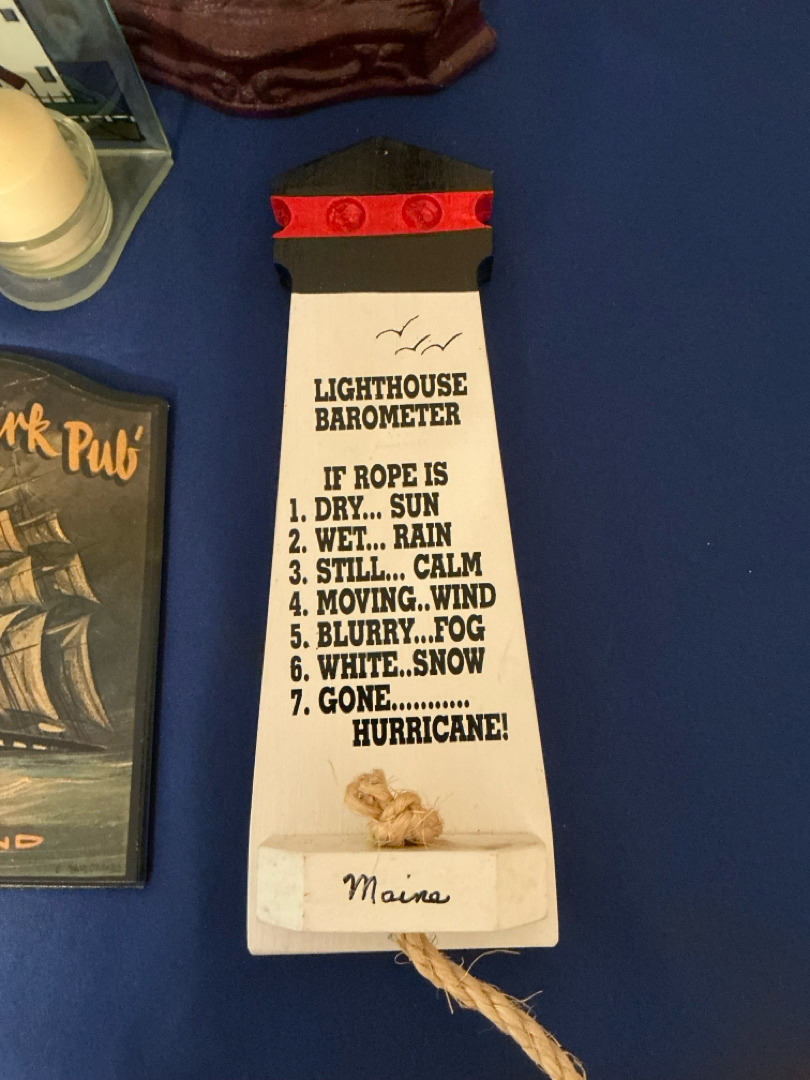 LIGHTHOUSE
BAROMETER
IF ROPE IS
1. DRY... SUN
2. WET... RAIN
3. STILL... CALM
4. MOVING..WIND
5. BLURRY...FOG
6. WHITE..SNOW
7. GONE...........
HURRICANE!
Maine
rk Pub
ND